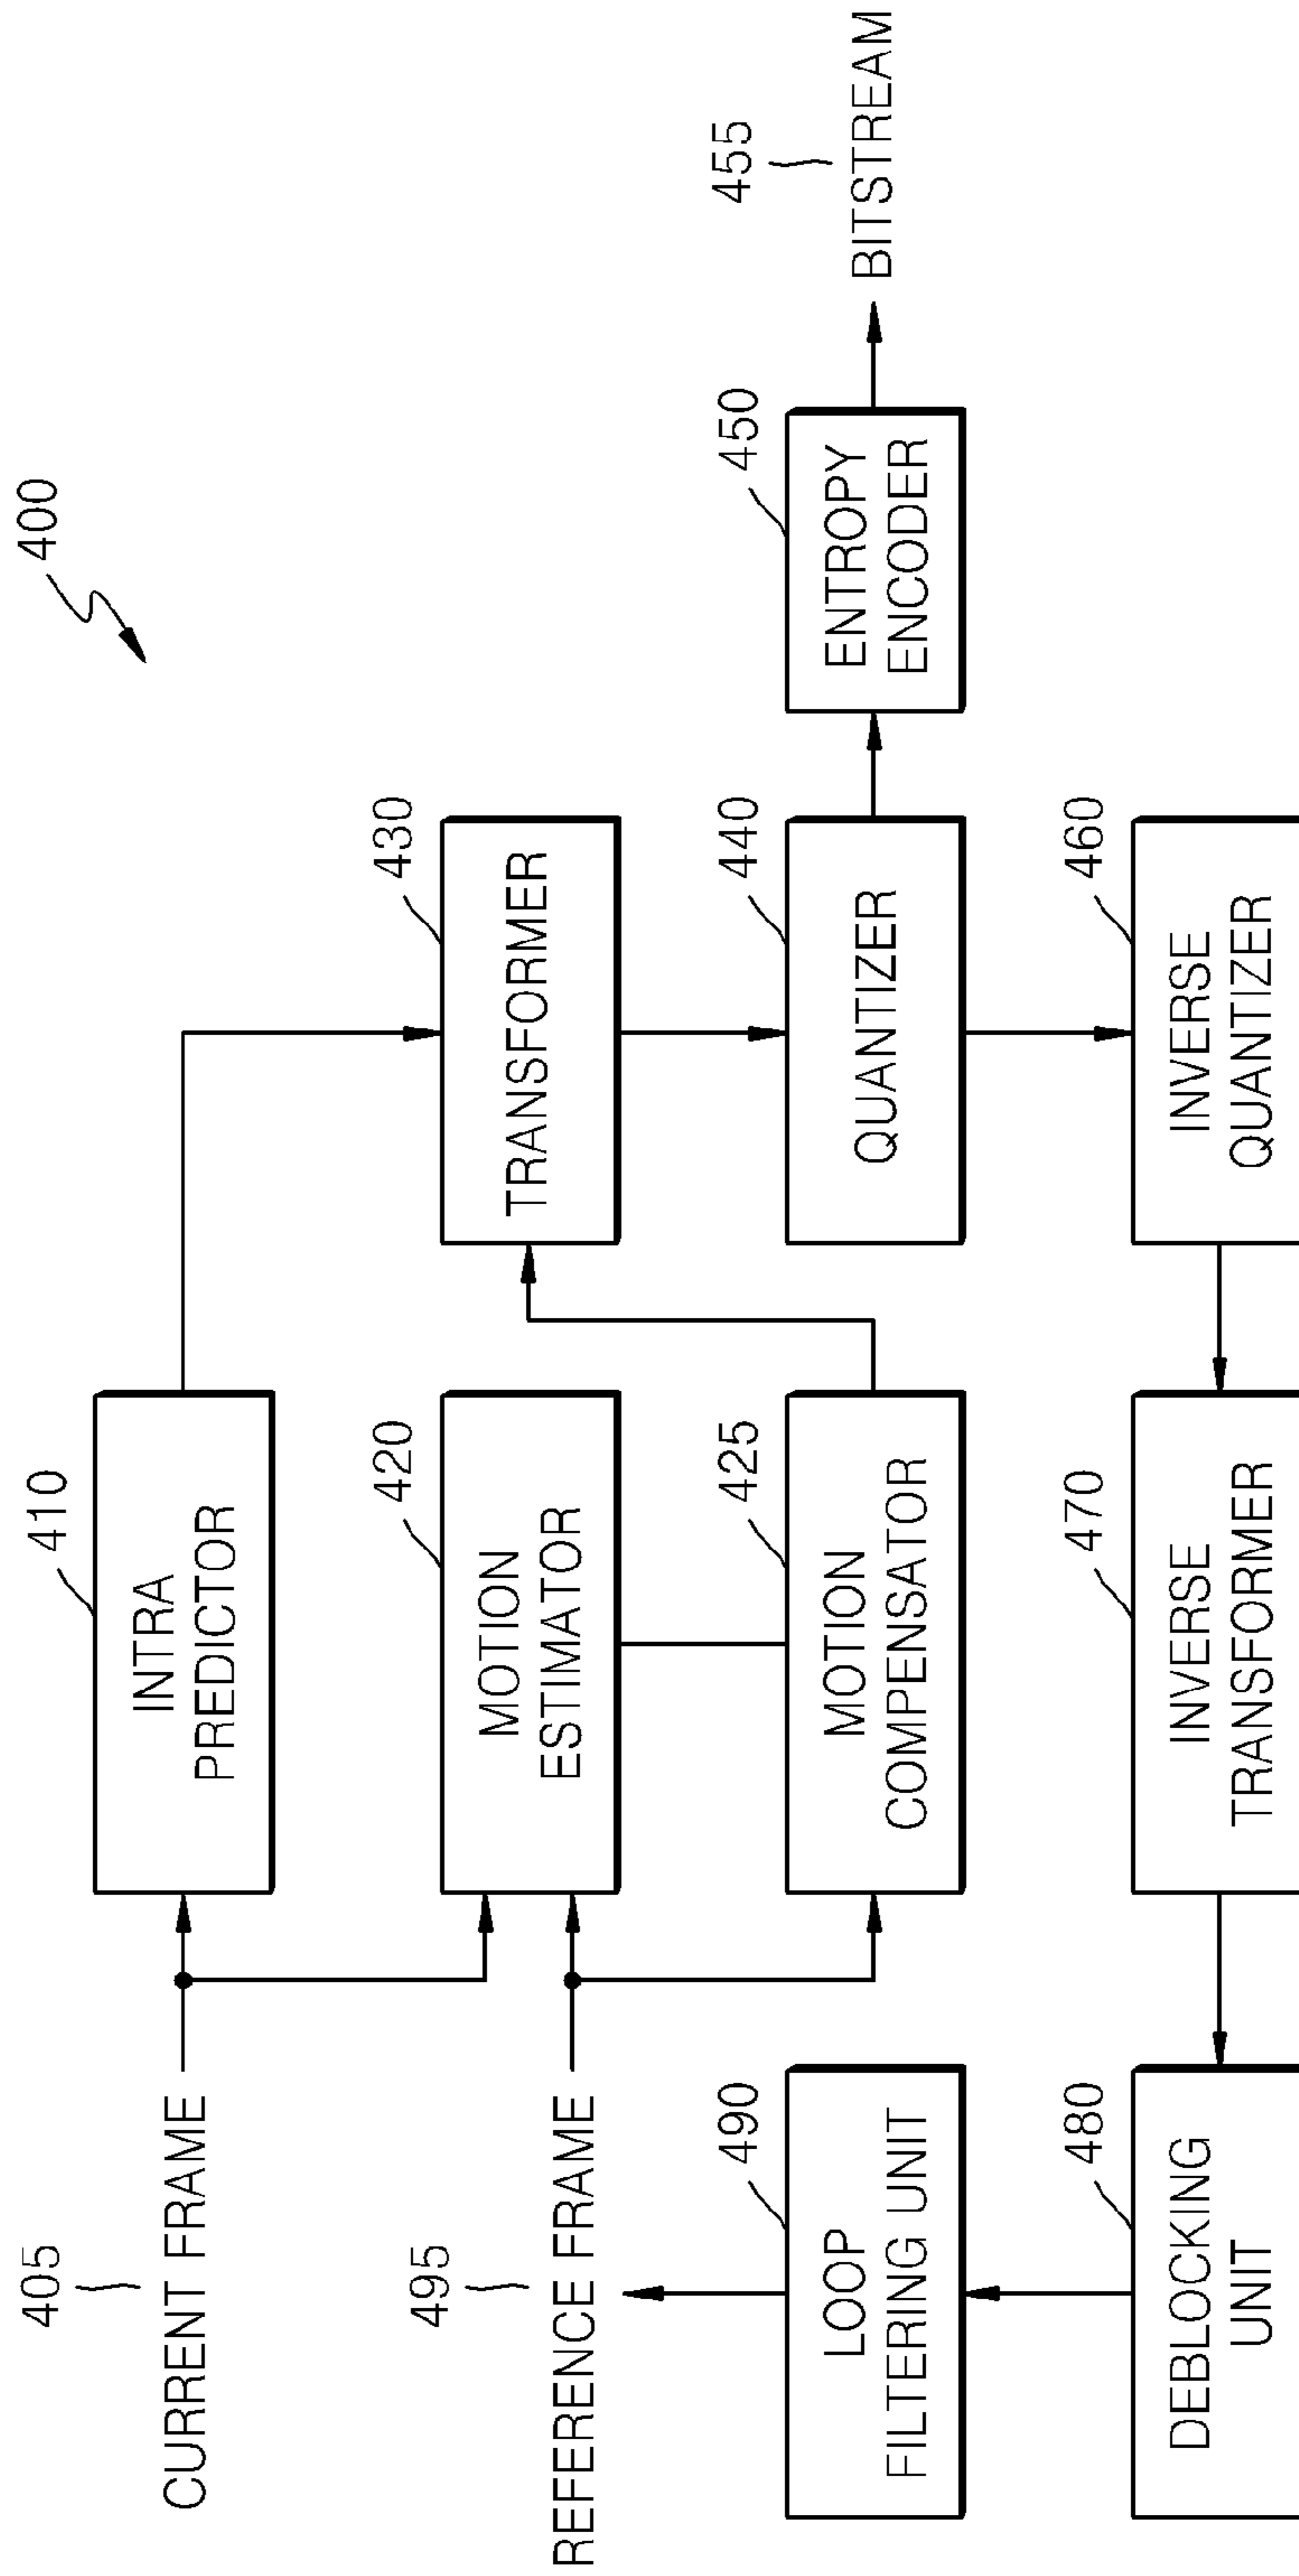 400
405
CURRENT FRAME
410
INTRA
PREDICTOR
495
REFERENCE FRAME
420
MOTION
ESTIMATOR
430
TRANSFORMER
490
LOOP
FILTERING UNIT
425
MOTION
COMPENSATOR
440
QUANTIZER
450
ENTROPY
ENCODER
455
BITSTREAM
480
DEBLOCKING
UNIT
470
INVERSE
TRANSFORMER
460
INVERSE
QUANTIZER